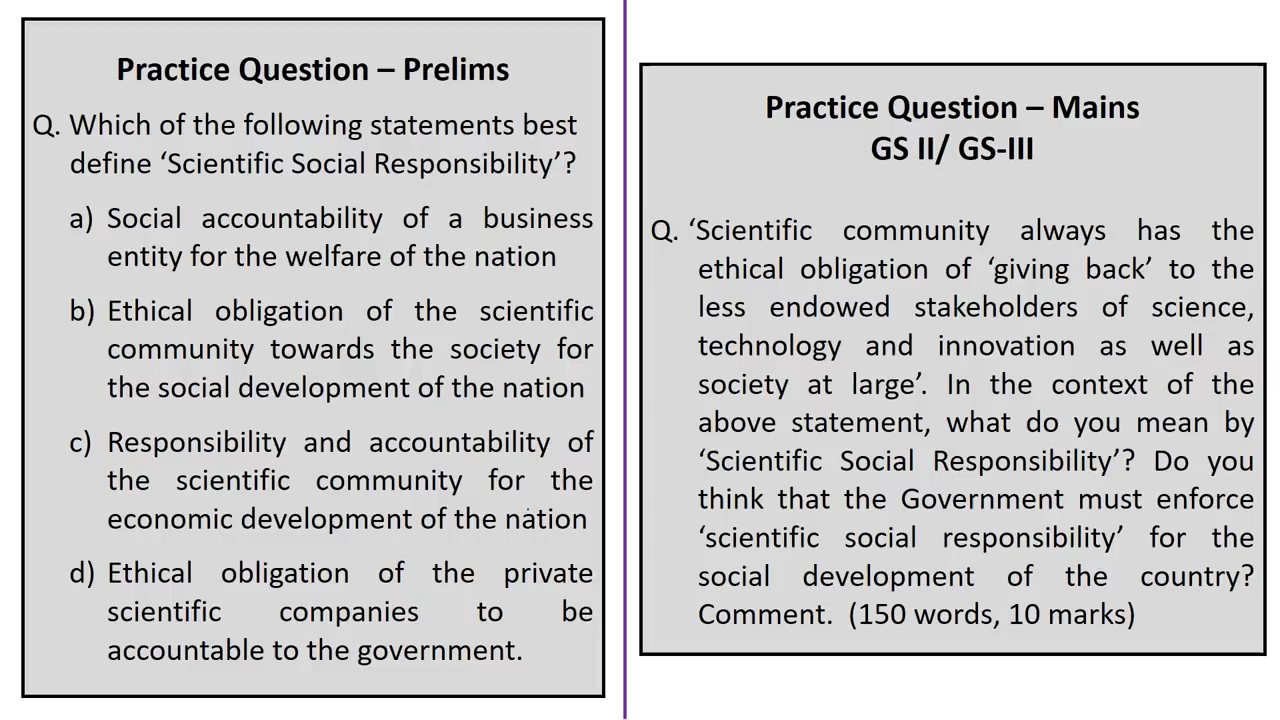 Practice Question – Prelims
Q. Which of the following statements best
define ‘Scientific Social Responsibility’?
a) Social accountability of a business
entity for the welfare of the nation
b) Ethical obligation of the scientific
community towards the society for
the social development of the nation
c) Responsibility and accountability of
the scientific community for the
economic development of the nation
d) Ethical obligation of the private
scientific companies to be
accountable to the government.
Practice Question – Mains
GS II/ GS-III
Q. ‘Scientific community always has the
ethical obligation of ‘giving back’ to the
less endowed stakeholders of science,
technology and innovation as well as
society at large’. In the context of the
above statement, what do you mean by
‘Scientific Social Responsibility’? Do you
think that the Government must enforce
‘scientific social responsibility’ for the
social development of the country?
Comment. (150 words, 10 marks)